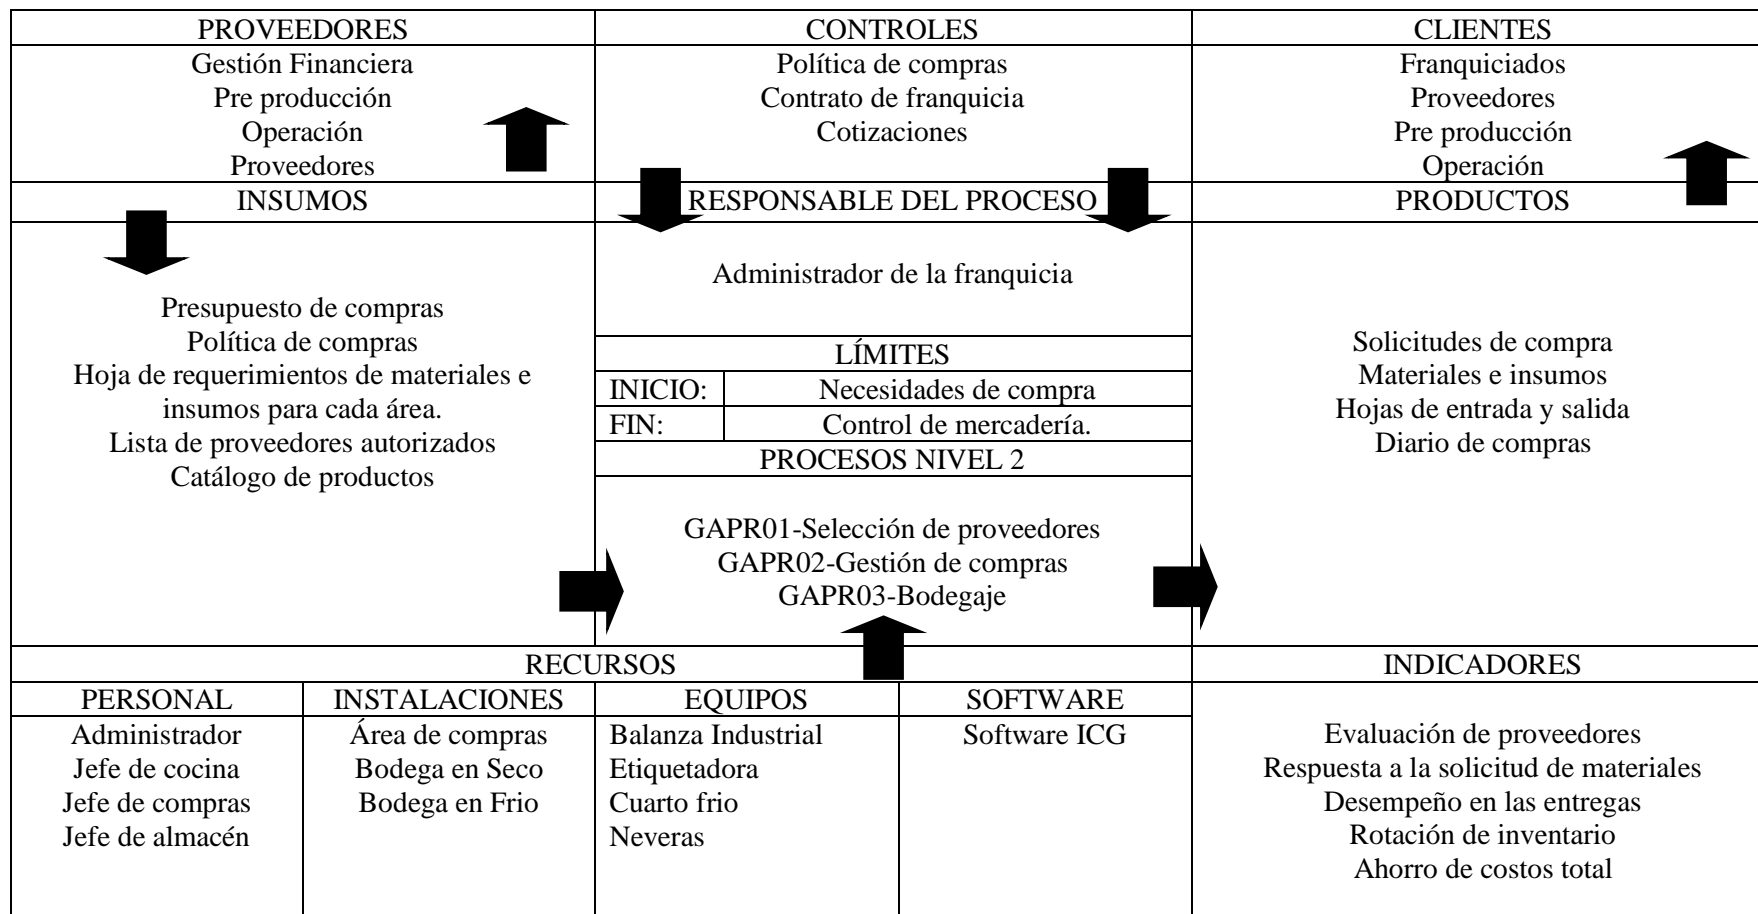 PROVEEDORES
Gestión Financiera
Pre producción
Operación
Proveedores
CONTROLES
Política de compras
Contrato de franquicia
Cotizaciones
CLIENTES
Franquiciados
Proveedores
Pre producción
Operación
INSUMOS
Presupuesto de compras
Política de compras
Hoja de requerimientos de materiales e
insumos para cada área.
Lista de proveedores autorizados
Catálogo de productos
RESPONSABLE DEL PROCESO
Administrador de la franquicia
LÍMITES
INICIO: Necesidades de compra
FIN: Control de mercadería.
PROCESOS NIVEL 2
GAPR01-Selección de proveedores
GAPR02-Gestión de compras
GAPR03-Bodegaje
PRODUCTOS
Solicitudes de compra
Materiales e insumos
Hojas de entrada y salida
Diario de compras
RECURSOS
PERSONAL
Administrador
Jefe de cocina
Jefe de compras
Jefe de almacén
INSTALACIONES
Área de compras
Bodega en Seco
Bodega en Frio
EQUIPOS
Balanza Industrial
Etiquetadora
Cuarto frio
Neveras
SOFTWARE
Software ICG
INDICADORES
Evaluación de proveedores
Respuesta a la solicitud de materiales
Desempeño en las entregas
Rotación de inventario
Ahorro de costos total